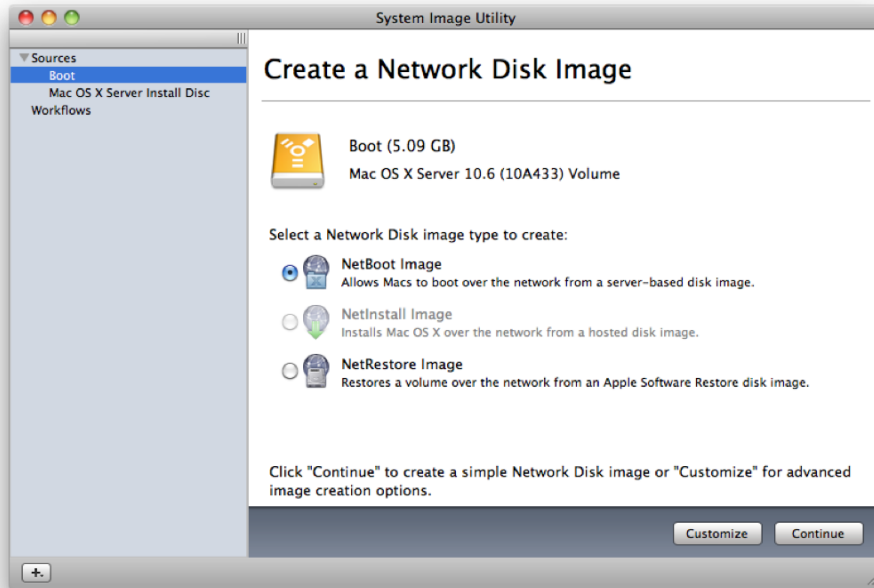 System Image Utility
Sources
Boot
Mac OS X Server Install Disc
Workflows
Create a Network Disk Image
Boot (5.09 GB)
Mac OS X Server 10.6 (10A433) Volume
Select a Network Disk image type to create:
NetBoot Image
Allows Macs to boot over the network from a server-based disk image.
NetInstall Image
Installs Mac OS X over the network from a hosted disk image.
NetRestore Image
Restores a volume over the network from an Apple Software Restore disk image.
Click "Continue" to create a simple Network Disk image or "Customize" for advanced
image creation options.
Customize
Continue